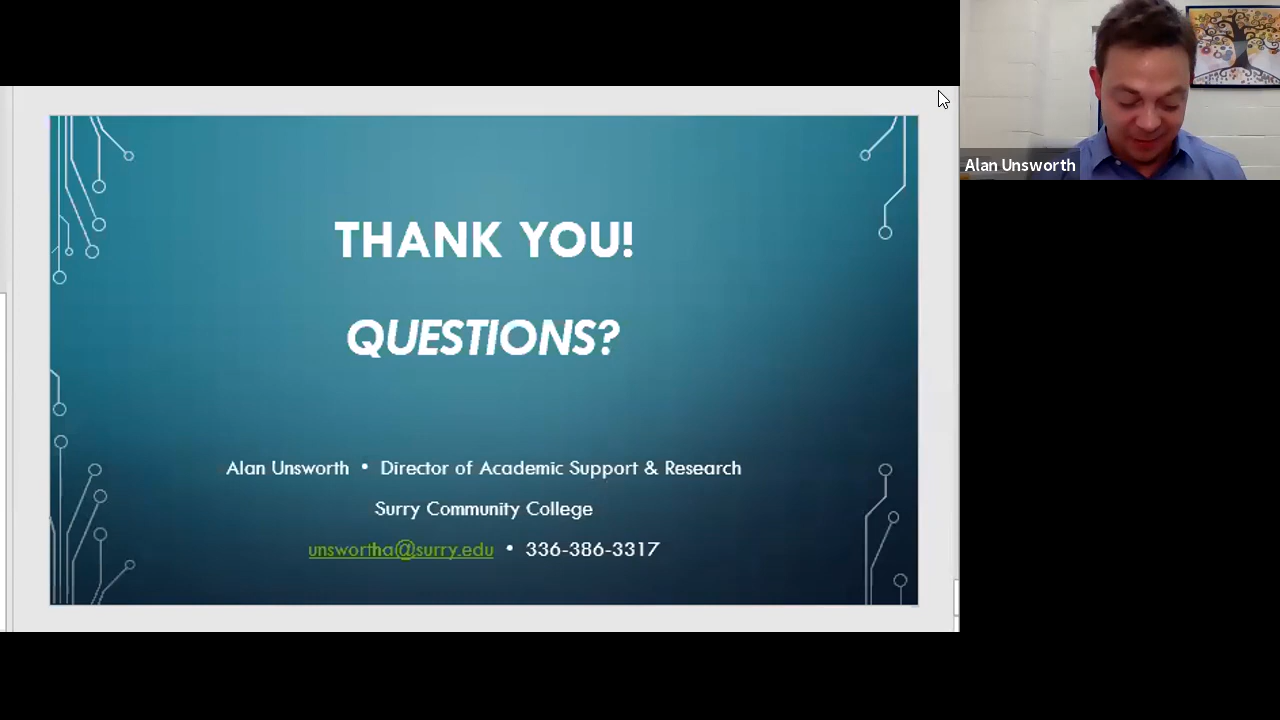 Alan Unsworth
THANK YOU!
QUESTIONS?
Alan Unsworth • Director of Academic Support & Research
Surry Community College
unswortha@surry.edu • 336-386-3317